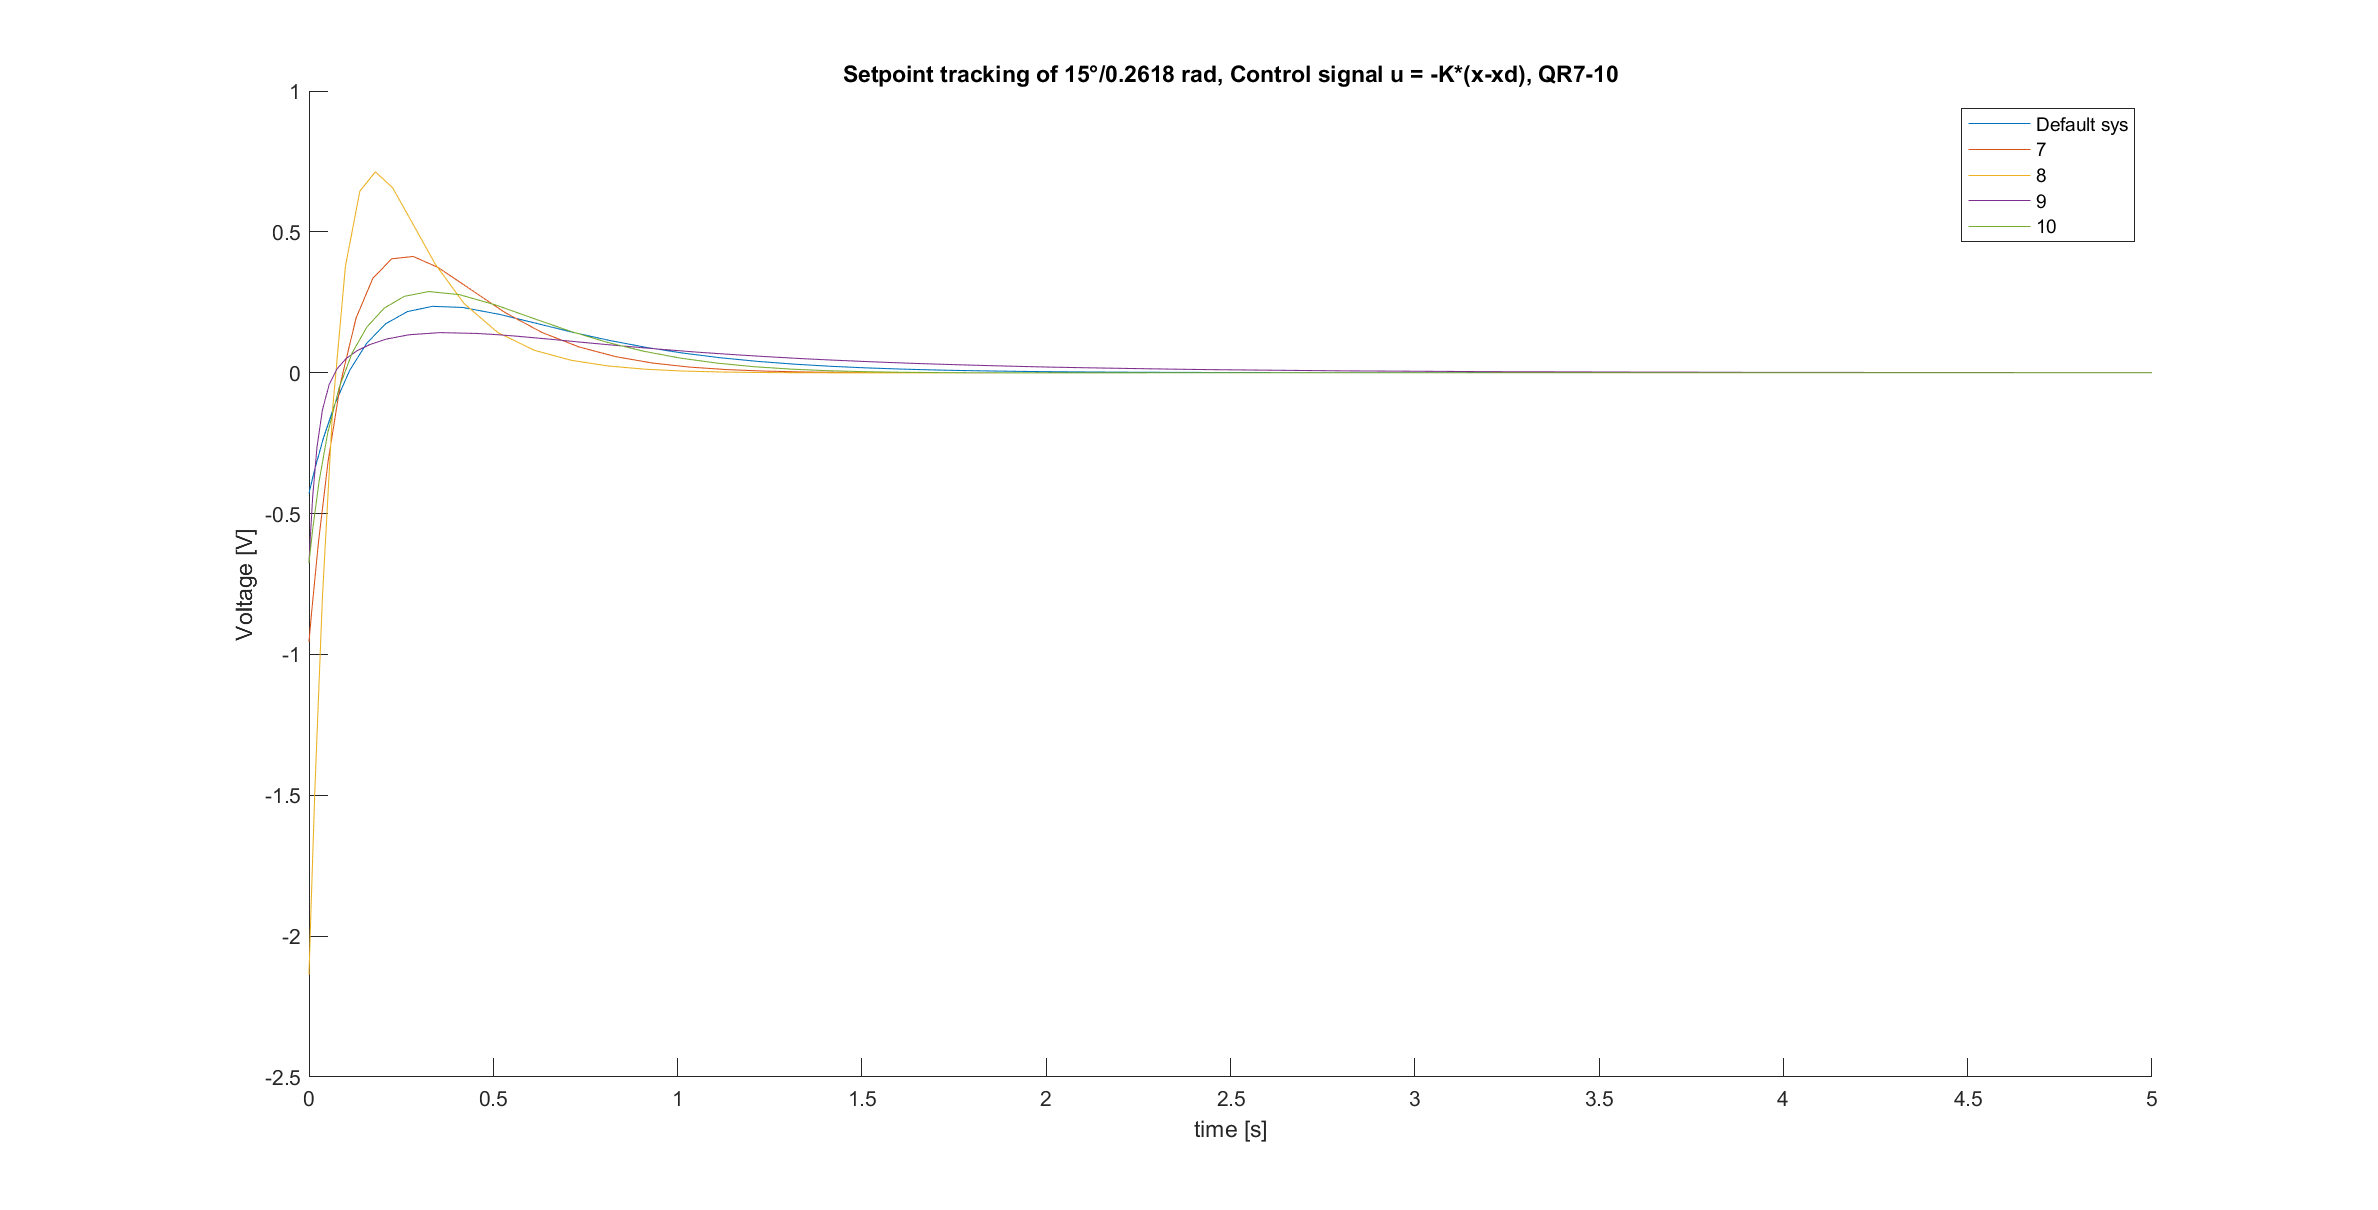 Setpoint tracking of 15°/0.2618 rad, Control signal u = -K*(x-xd), QR7-10
1
0.5
0
-0.5
-1
-1.5
-2
-2.5
Voltage [V]
Default sys
7
8
9
10
0 0.5 1 1.5 2 2.5 3 3.5 4 4.5 5
time [s]